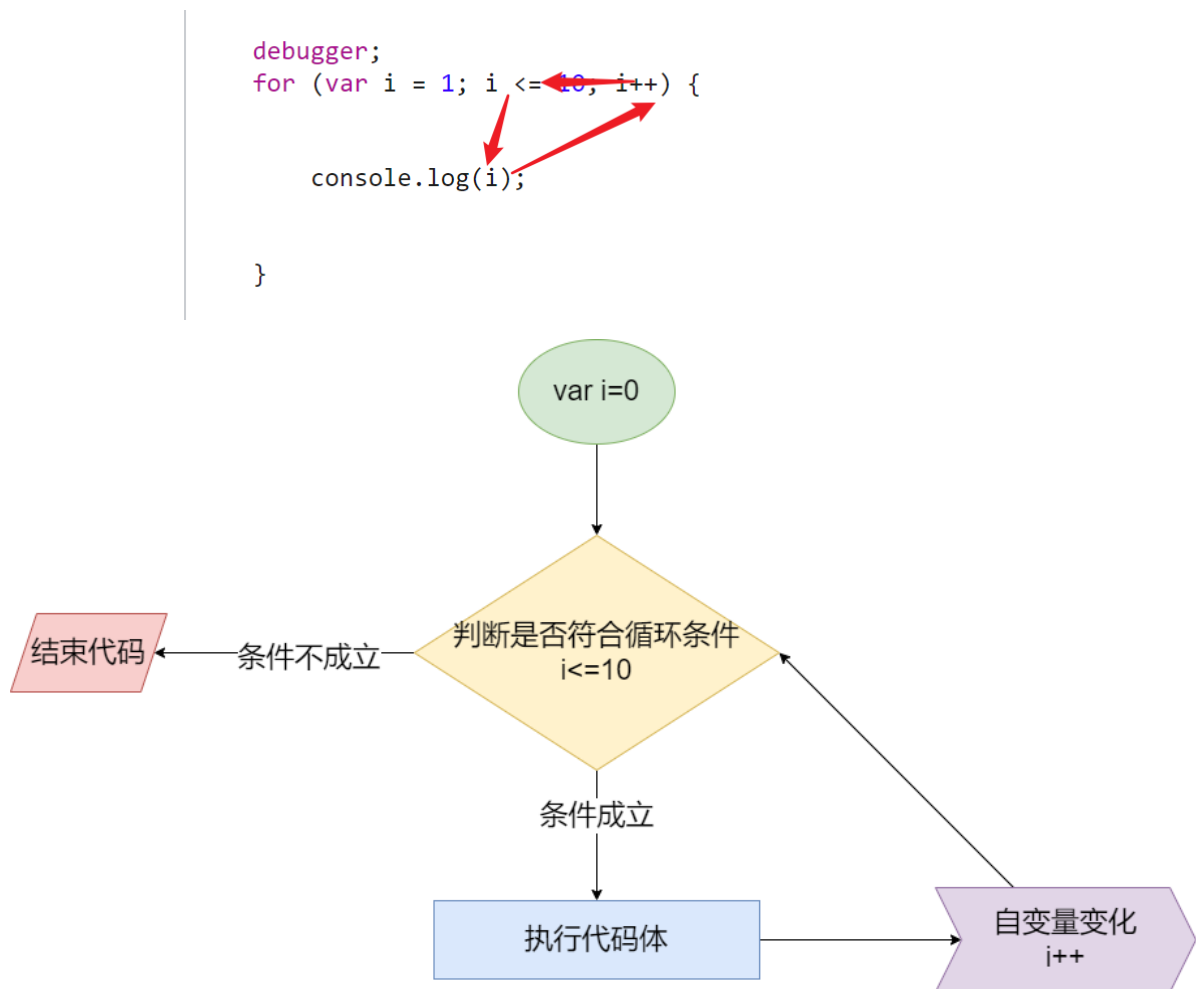 debugger;
for (var i = 1; i <= 10; i++) {
console.log(i);
}
var i=0
判断是否符合循环条件
i<=10
结束代码
条件不成立
条件成立
执行代码体
自变量变化
i++